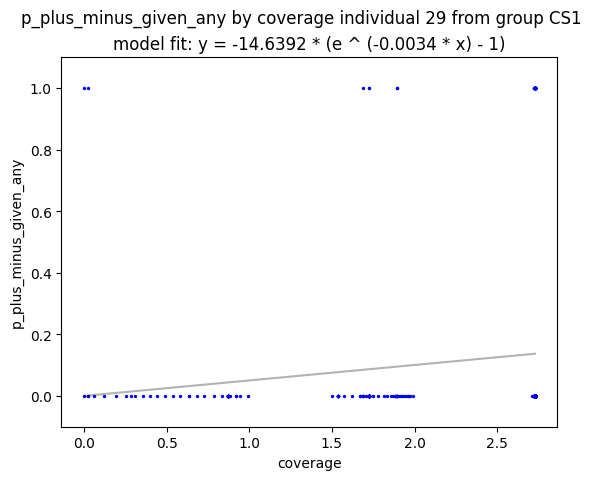 p_plus_minus_given_any by coverage individual 29 from group CS1
model fit: y = -14.6392 * (e ^ (-0.0034 * x) - 1)
1.0
0.8
0.6
0.4
0.2
0.0
p_plus_minus_given_any
0.0 0.5 1.0 1.5 2.0 2.5
coverage